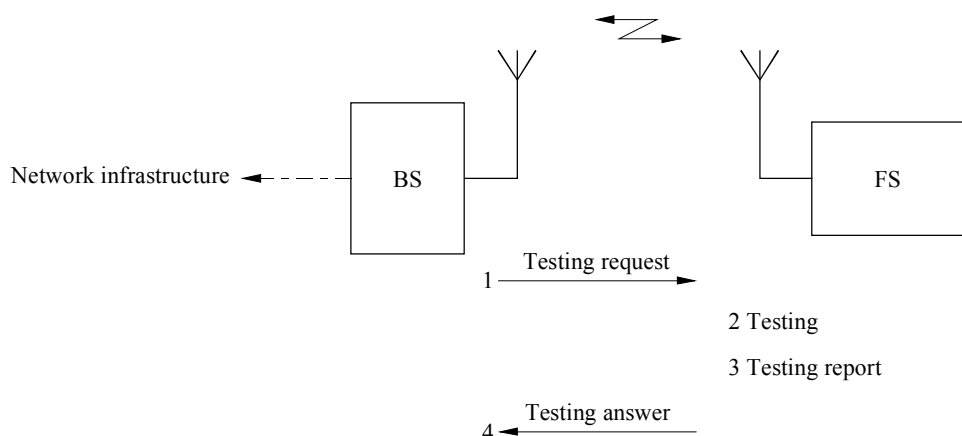 Network infrastructure
BS
FS
Testing request
1
2 Testing
3 Testing report
Testing answer
4